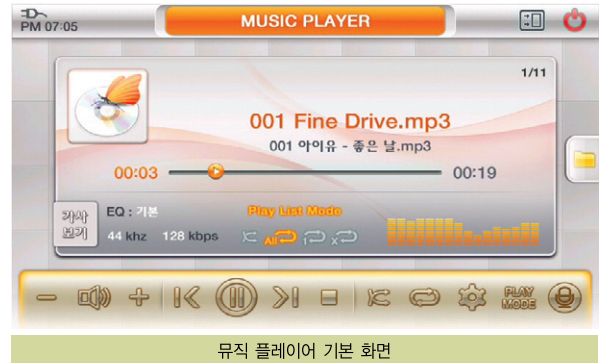 MUSIC PLAYER
PM 07:05
1/11
001 Fine Drive.mp3
001 아이유 - 좋은 날.mp3
00:03
00:19
가사
보기
EQ : 기본
Play List Mode
44 khz 128 kbps
All
1
x
PLAY
MODE
뮤직 플레이어 기본 화면